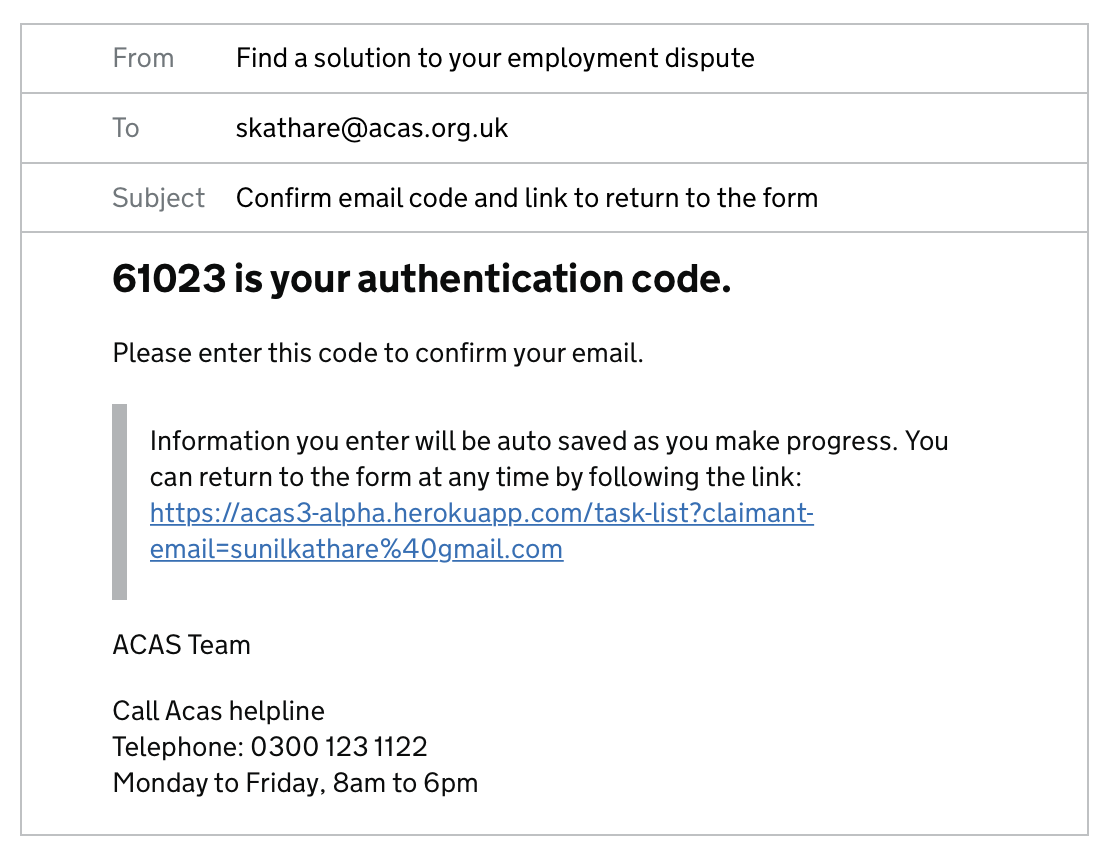 From Find a solution to your employment dispute
To skathare@acas.org.uk
Subject Confirm email code and link to return to the form
61023 is your authentication code.
Please enter this code to confirm your email.
Information you enter will be auto saved as you make progress. You
can return to the form at any time by following the link:
https://acas3-alpha.herokuapp.com/task-list?claimant-
email=sunilkathare%40gmail.com
ACAS Team
Call Acas helpline
Telephone: 0300 123 1122
Monday to Friday, 8am to 6pm